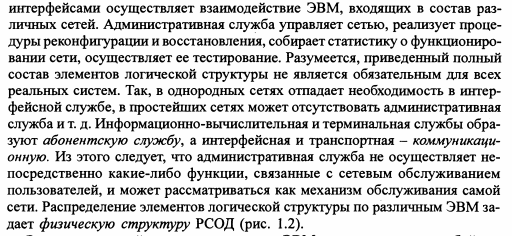 интерфейсами осуществляет взаимодействие ЭВМ, входящих в состав раз-
личных сетей. Административная служба управляет сетью, реализует проце-
дуры реконфигурации и восстановления, собирает статистику о функциониро-
вании сети, осуществляет ее тестирование. Разумеется, приведенный полный
состав элементов логической структуры не является обязательным для всех
реальных систем. Так, в однородных сетях отпадает необходимость в интер-
фейсной службе, в простейших сетях может отсутствовать административная
служба и т. д. Информационно-вычислительная и терминальная службы обра-
зуют абонентскую службу, а интерфейсная и транспортная – коммуникаци-
онную. Из этого следует, что административная служба не осуществляет не-
посредственно какие-либо функции, связанные с сетевым обслуживанием
пользователей, и может рассматриваться как механизм обслуживания самой
сети. Распределение элементов логической структуры по различным ЭВМ за-
дает физическую структуру РСОД (рис. 1.2).